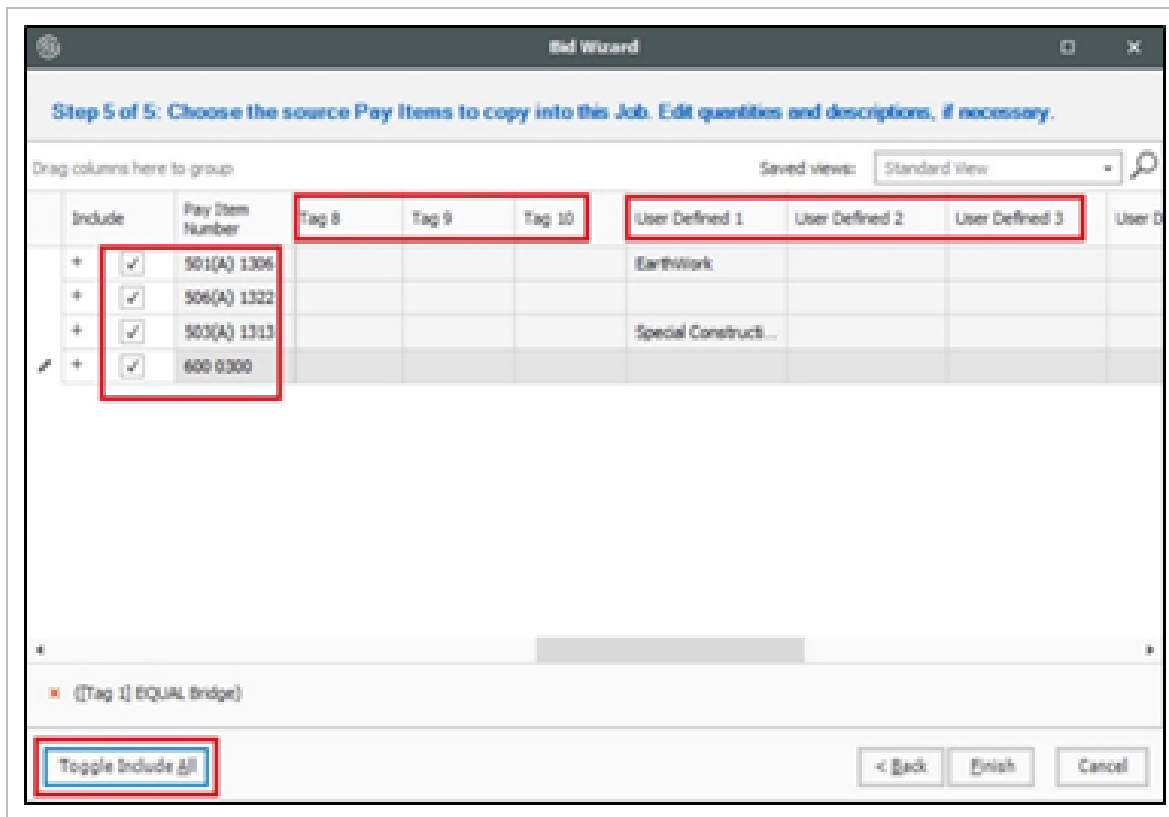 Bid Wizard
Step 5 of 5: Choose the source Pay Items to copy into this Job. Edit quantities and descriptions, if necessary.
Drag columns here to group
Saved views: Standard View
Include Pay Item Number Tag 8 Tag 9 Tag 10 User Defined 1 User Defined 2 User Defined 3 User D
+ 501(A) 1306 EarthWork
+ 506(A) 1322
+ 503(A) 1313 Special Constructi...
+ 600 0300
([Tag 1] EQUAL Bridge)
Toggle Include All < Back Finish Cancel